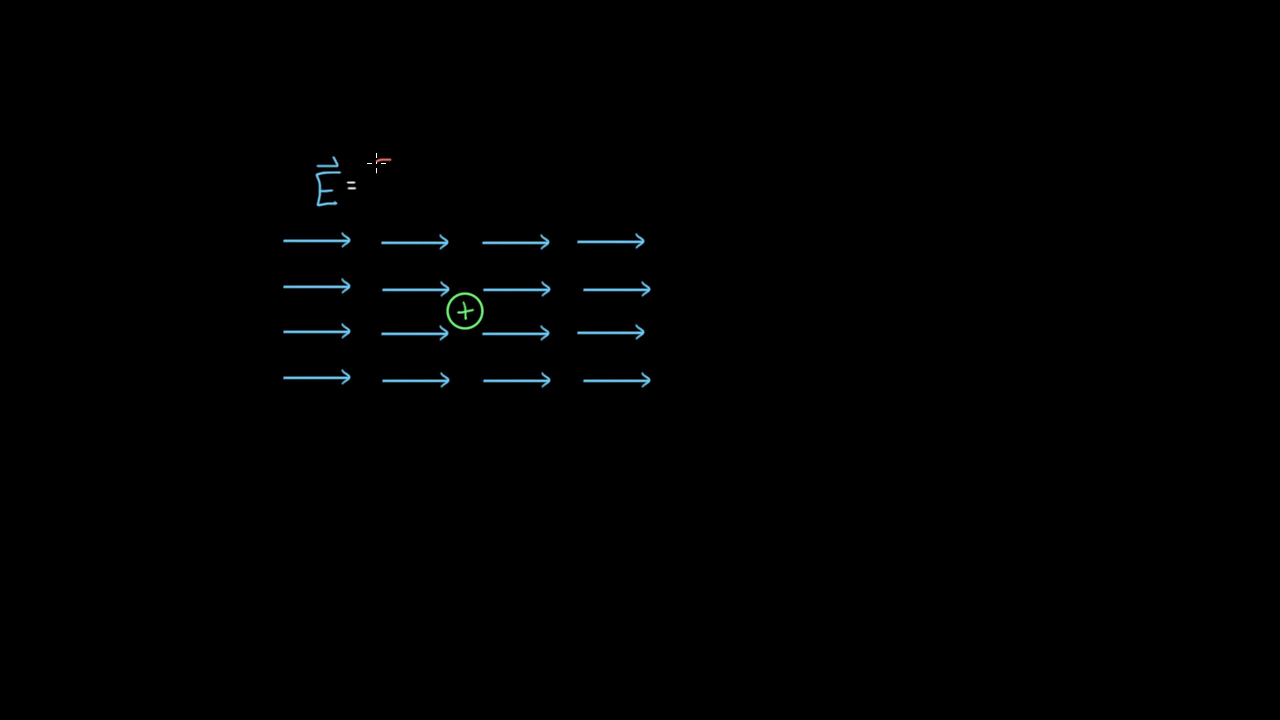 E⃗ =
+